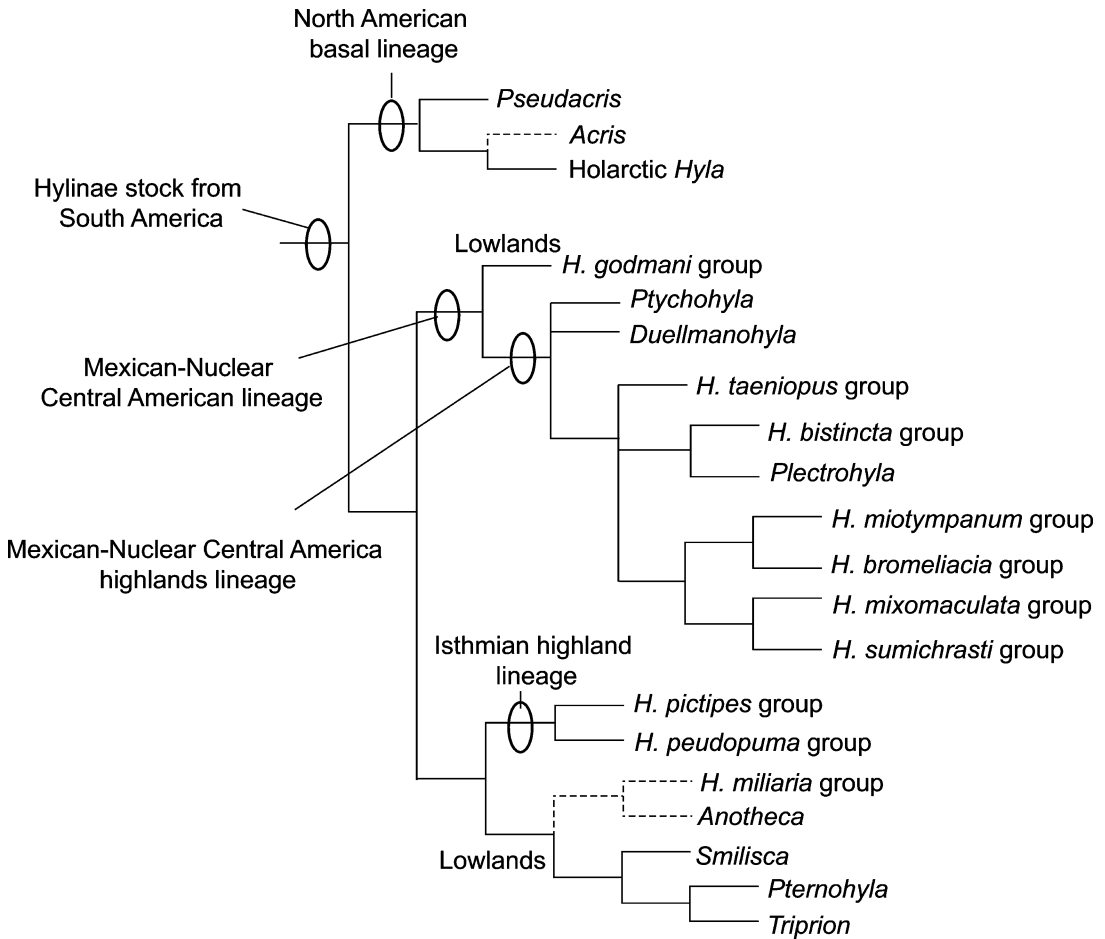 North American
basal lineage
Pseudacris
Acris
Holarctic Hyla
Hylinae stock from
South America
Lowlands
H. godmani group
Ptychohyla
Duellmanohyla
Mexican-Nuclear
Central American lineage
H. taeniopus group
H. bistincta group
Plectrohyla
Mexican-Nuclear Central America
highlands lineage
H. miotympanum group
H. bromeliacia group
H. mixomaculata group
H. sumichrasti group
Isthmian highland
lineage
H. pictipes group
H. peudopuma group
H. miliaria group
Anotheca
Lowlands
Smilisca
Pternohyla
Triprion